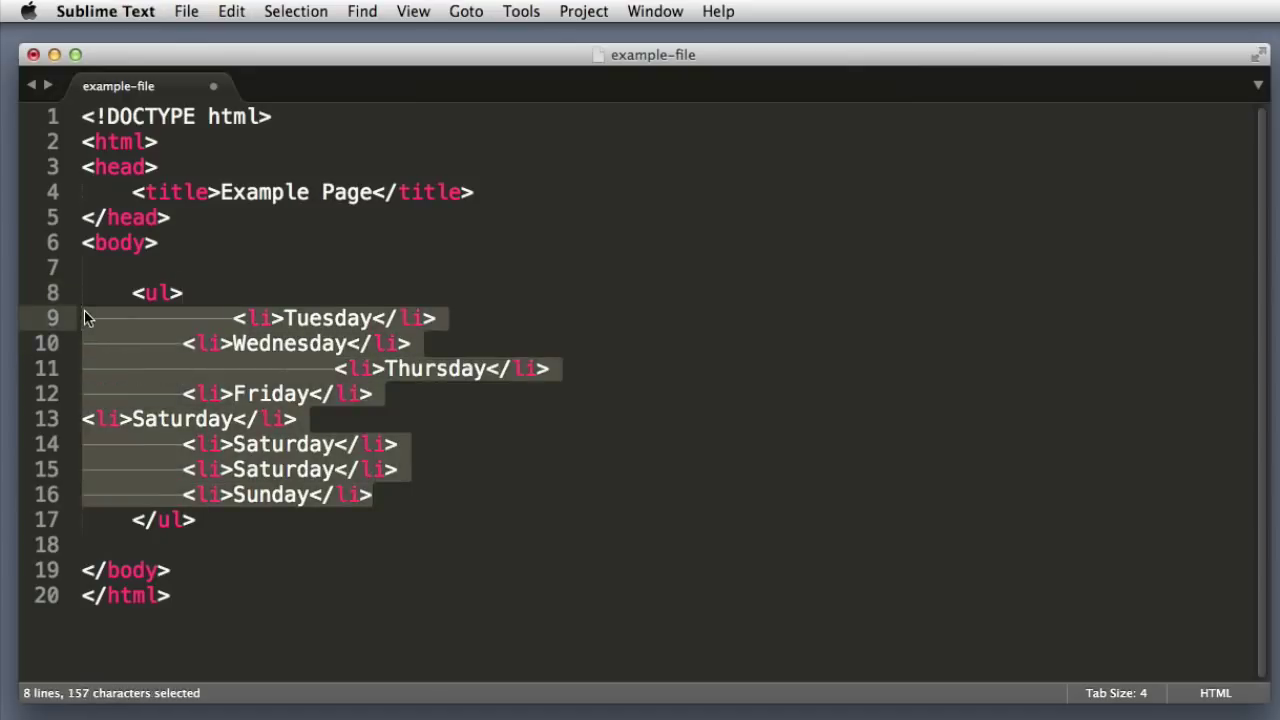 Sublime Text File Edit Selection Find View Goto Tools Project Window Help
example-file
example-file
1 <!DOCTYPE html>
2 <html>
3 <head>
4 <title>Example Page</title>
5 </head>
6 <body>
7
8 <ul>
9 <li>Tuesday</li>
10 <li>Wednesday</li>
11 <li>Thursday</li>
12 <li>Friday</li>
13 <li>Saturday</li>
14 <li>Saturday</li>
15 <li>Saturday</li>
16 <li>Sunday</li>
17 </ul>
18
19 </body>
20 </html>
8 lines, 157 characters selected Tab Size: 4 HTML